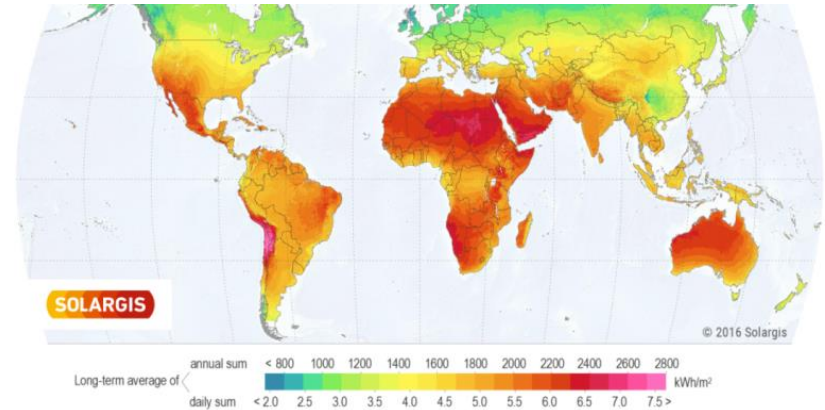 SOLARGIS
© 2016 Solargis
annual sum < 800 1000 1200 1400 1600 1800 2000 2200 2400 2600 2800
Long-term average of kWh/m²
daily sum < 2.0 2.5 3.0 3.5 4.0 4.5 5.0 5.5 6.0 6.5 7.0 7.5 >